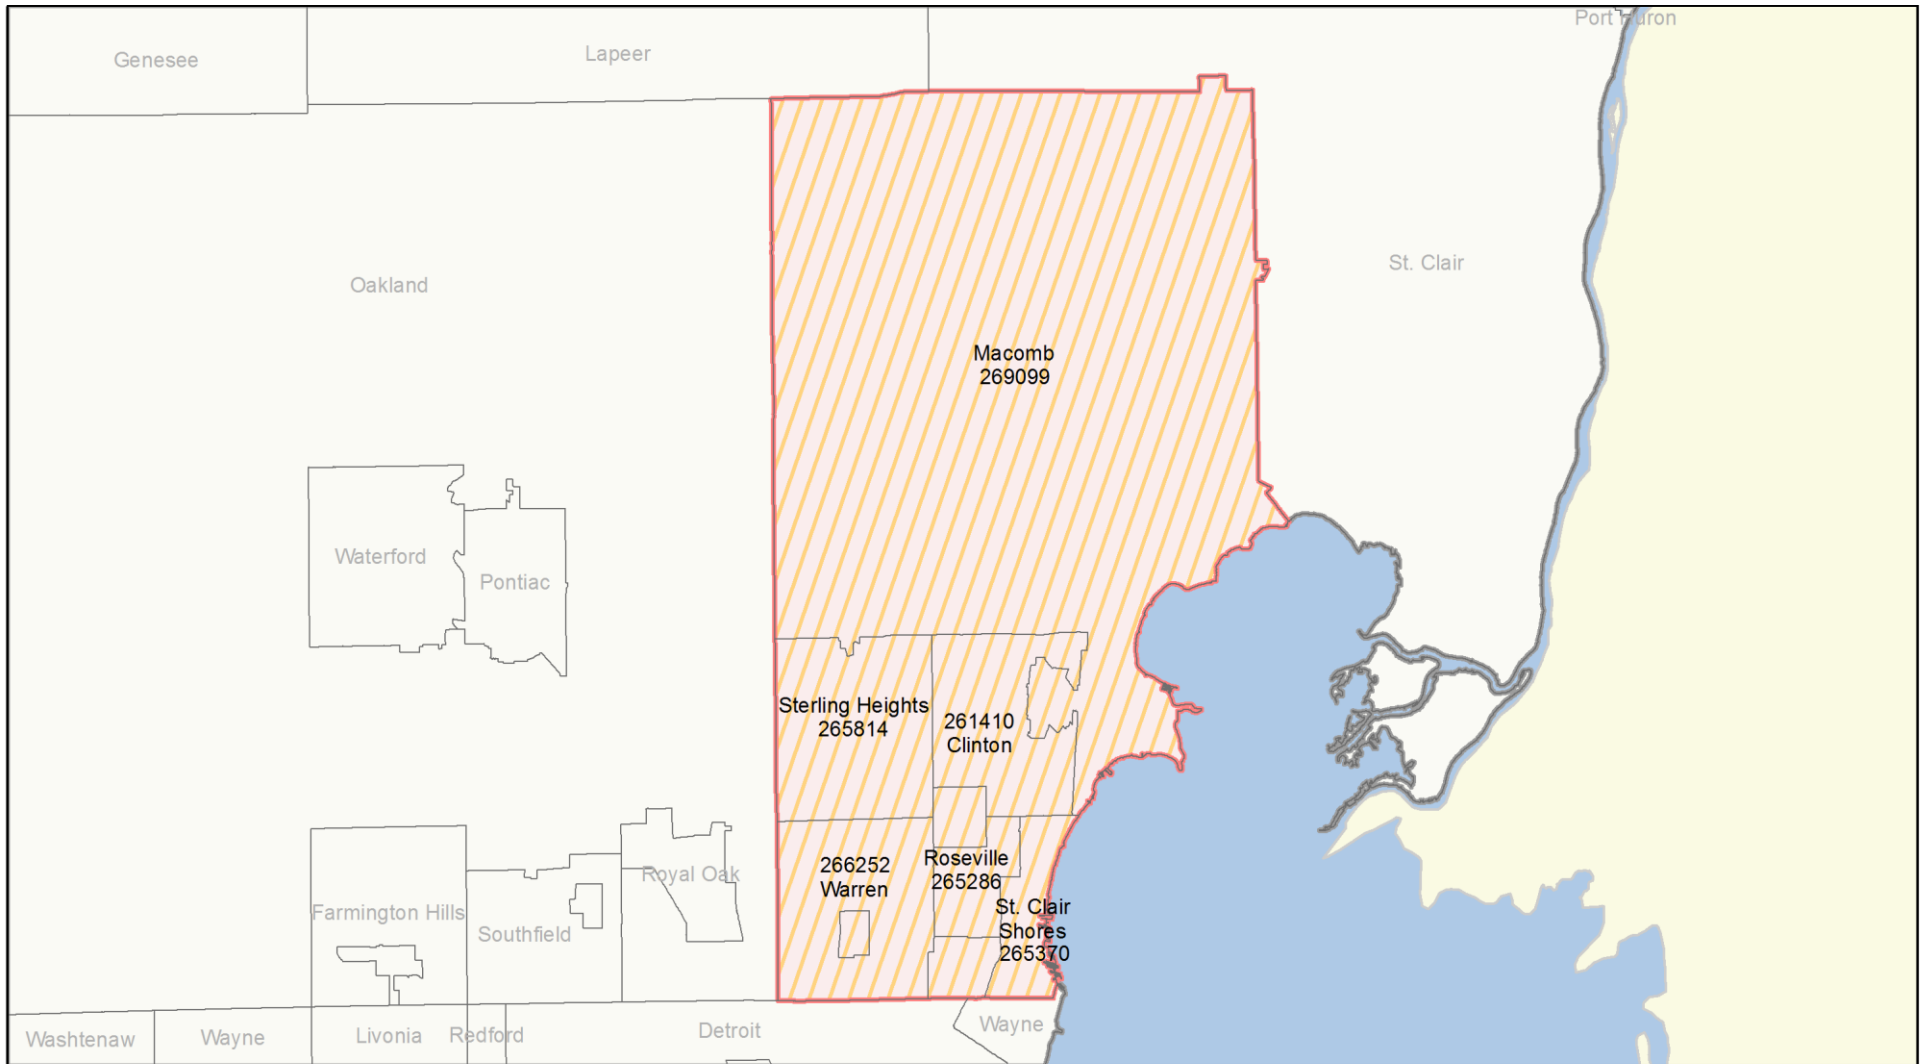 Port Huron
Genesee
Lapeer
St. Clair
Oakland
Macomb
269099
Waterford
Pontiac
Sterling Heights
265814
261410
Clinton
266252
Warren
Roseville
265286
Royal Oak
Farmington Hills
Southfield
St. Clair
Shores
265370
Washtenaw
Wayne
Livonia
Redford
Detroit
Wayne